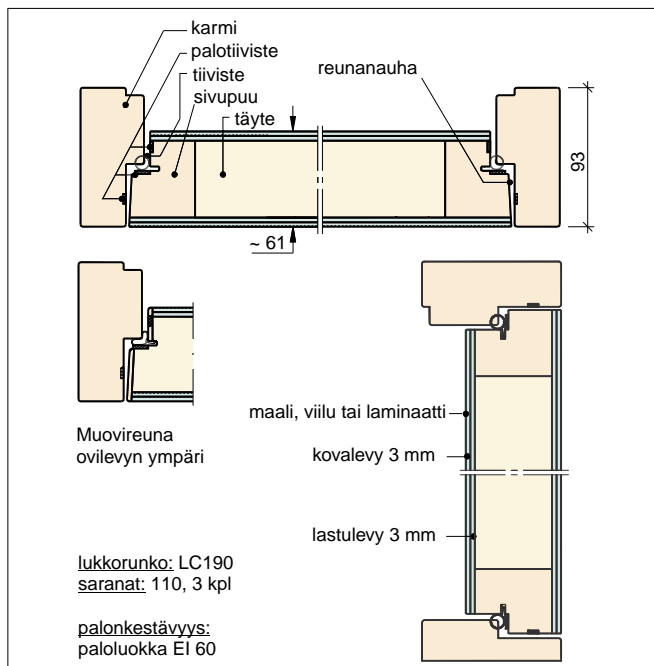 karmi
palotiiviste
tiiviste
sivupuu
täyte
reunanauha
93
~ 61
Muovireuna
ovilevyn ympäri
maali, viilu tai laminaatti
kovalevy 3 mm
lastulevy 3 mm
lukkorunko: LC190
saranat: 110, 3 kpl
palonkestävyys:
paloluokka EI 60